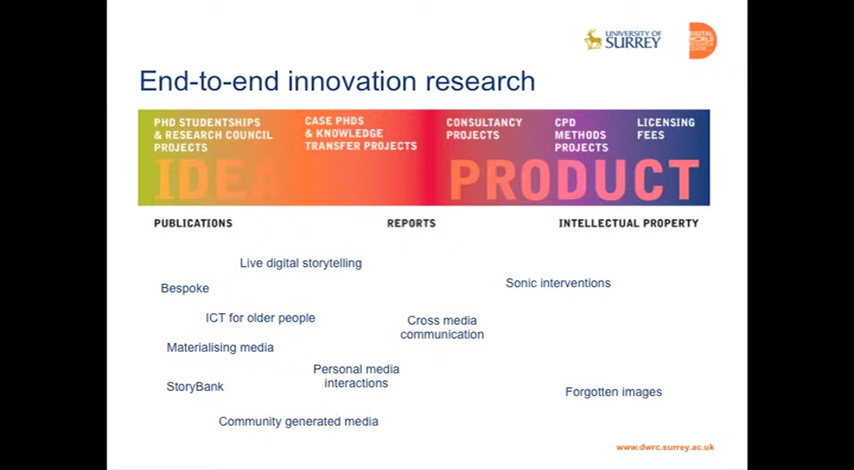 UNIVERSITY OF
SURREY
DIGITAL
WORLD
RESEARCH
CENTRE
End-to-end innovation research
PHD STUDENTSHIPS
& RESEARCH COUNCIL
PROJECTS
CASE PHDS
& KNOWLEDGE
TRANSFER PROJECTS
CONSULTANCY
PROJECTS
CPD
METHODS
PROJECTS
LICENSING
FEES
IDEA
PRODUCT
PUBLICATIONS
REPORTS
INTELLECTUAL PROPERTY
Live digital storytelling
Sonic interventions
Bespoke
ICT for older people
Cross media
communication
Materialising media
Personal media
interactions
StoryBank
Forgotten images
Community generated media
www.dwrc.surrey.ac.uk